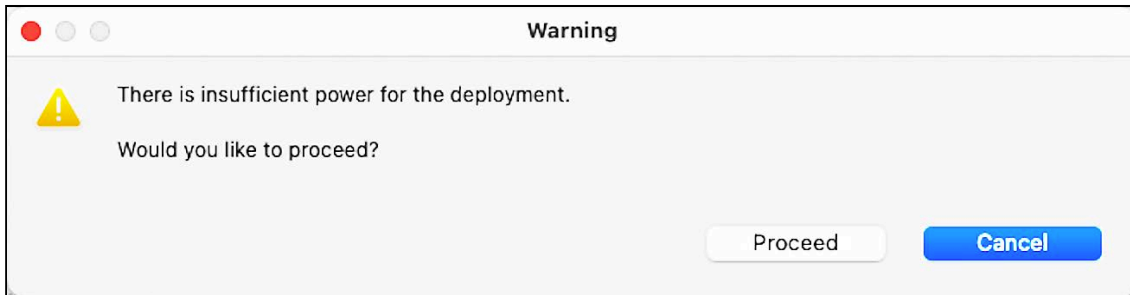 Warning
There is insufficient power for the deployment.
Would you like to proceed?
Proceed Cancel